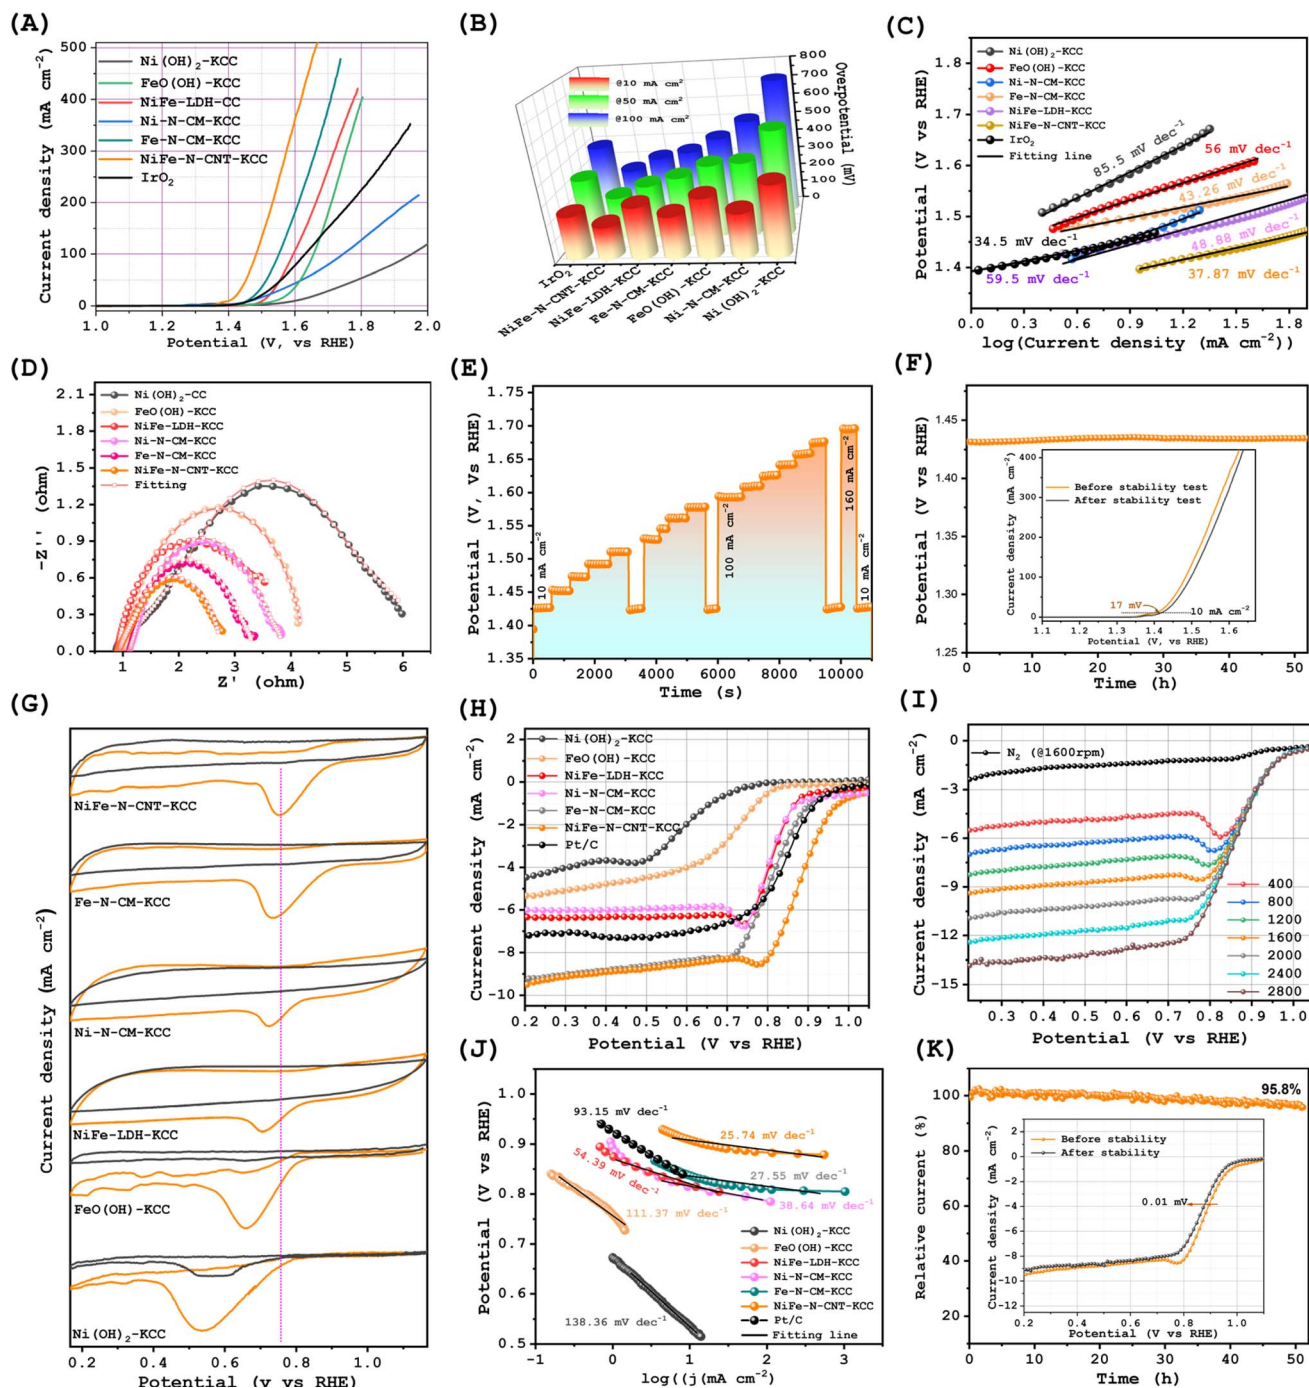 (A)
500
400
300
200
100
0
Current density (mA cm⁻²)
Ni(OH)₂-KCC
FeO(OH)-KCC
NiFe-LDH-CC
Ni-N-CM-KCC
Fe-N-CM-KCC
NiFe-N-CNT-KCC
IrO₂
1.0 1.2 1.4 1.6 1.8 2.0
Potential (V, vs RHE)
(B)
@10 mA cm²
@50 mA cm²
@100 mA cm²
800
700
600
500
400
300
200
100
0
Overpotential (mV)
IrO₂
NiFe-N-CNT-KCC
NiFe-LDH-KCC
Fe-N-CM-KCC
FeO(OH)-KCC
Ni-N-CM-KCC
Ni(OH)₂-KCC
(C)
1.8
1.7
1.6
1.5
1.4
Potential (V vs RHE)
Ni(OH)₂-KCC
FeO(OH)-KCC
Ni-N-CM-KCC
Fe-N-CM-KCC
NiFe-LDH-KCC
NiFe-N-CNT-KCC
IrO₂
Fitting line
85.5 mV dec⁻¹
56 mV dec⁻¹
43.26 mV dec⁻¹
34.5 mV dec⁻¹
48.88 mV dec⁻¹
59.5 mV dec⁻¹
37.87 mV dec⁻¹
0.0 0.3 0.6 0.9 1.2 1.5 1.8
log(Current density (mA cm⁻²))
(D)
2.1
1.8
1.5
1.2
0.9
0.6
0.3
-Z'' (ohm)
Ni(OH)₂-CC
FeO(OH)-KCC
NiFe-LDH-KCC
Ni-N-CM-KCC
Fe-N-CM-KCC
NiFe-N-CNT-KCC
Fitting
1 2 3 4 5 6
Z' (ohm)
(E)
1.75
1.70
1.65
1.60
1.55
1.50
1.45
1.40
1.35
Potential (V, Vs RHE)
10 mA cm⁻²
100 mA cm⁻²
160 mA cm⁻²
10 mA cm⁻²
0 2000 4000 6000 8000 10000
Time (s)
(F)
1.45
1.40
1.35
1.30
1.25
Potential (V vs RHE)
400
300
200
100
0
Current density (mA cm⁻²)
Before stability test
After stability test
17 mV
10 mA cm⁻²
1.1 1.2 1.3 1.4 1.5 1.6
Potential (V, vs RHE)
0 10 20 30 40 50
Time (h)
(G)
Current density (mA cm⁻²)
NiFe-N-CNT-KCC
Fe-N-CM-KCC
Ni-N-CM-KCC
NiFe-LDH-KCC
FeO(OH)-KCC
Ni(OH)₂-KCC
0.2 0.4 0.6 0.8 1.0
Potential (v vs RHE)
(H)
2
0
-2
-4
-6
-8
-10
Current density (mA cm⁻²)
Ni(OH)₂-KCC
FeO(OH)-KCC
NiFe-LDH-KCC
Ni-N-CM-KCC
Fe-N-CM-KCC
NiFe-N-CNT-KCC
Pt/C
0.2 0.3 0.4 0.5 0.6 0.7 0.8 0.9 1.0
Potential (V vs RHE)
(I)
0
-3
-6
-9
-12
-15
Current density (mA cm⁻²)
N₂ (@1600rpm)
400
800
1200
1600
2000
2400
2800
0.3 0.4 0.5 0.6 0.7 0.8 0.9 1.0
Potential (V vs RHE)
(J)
1.0
0.9
0.8
0.7
0.6
0.5
Potential (V vs RHE)
93.15 mV dec⁻¹
25.74 mV dec⁻¹
54.39 mV dec⁻¹
27.55 mV dec⁻¹
38.64 mV dec⁻¹
111.37 mV dec⁻¹
138.36 mV dec⁻¹
Ni(OH)₂-KCC
FeO(OH)-KCC
NiFe-LDH-KCC
Ni-N-CM-KCC
Fe-N-CM-KCC
NiFe-N-CNT-KCC
Pt/C
Fitting line
-1 0 1 2 3
log((j(mA cm⁻²)
(K)
120
100
80
60
40
20
Relative current (%)
95.8%
2
0
-2
-4
-6
-8
-10
-12
Current density (mA cm⁻²)
Before stability
After stability
0.01 mV
0.2 0.4 0.6 0.8 1.0
Potential (V vs RHE)
0 10 20 30 40 50
Time (h)